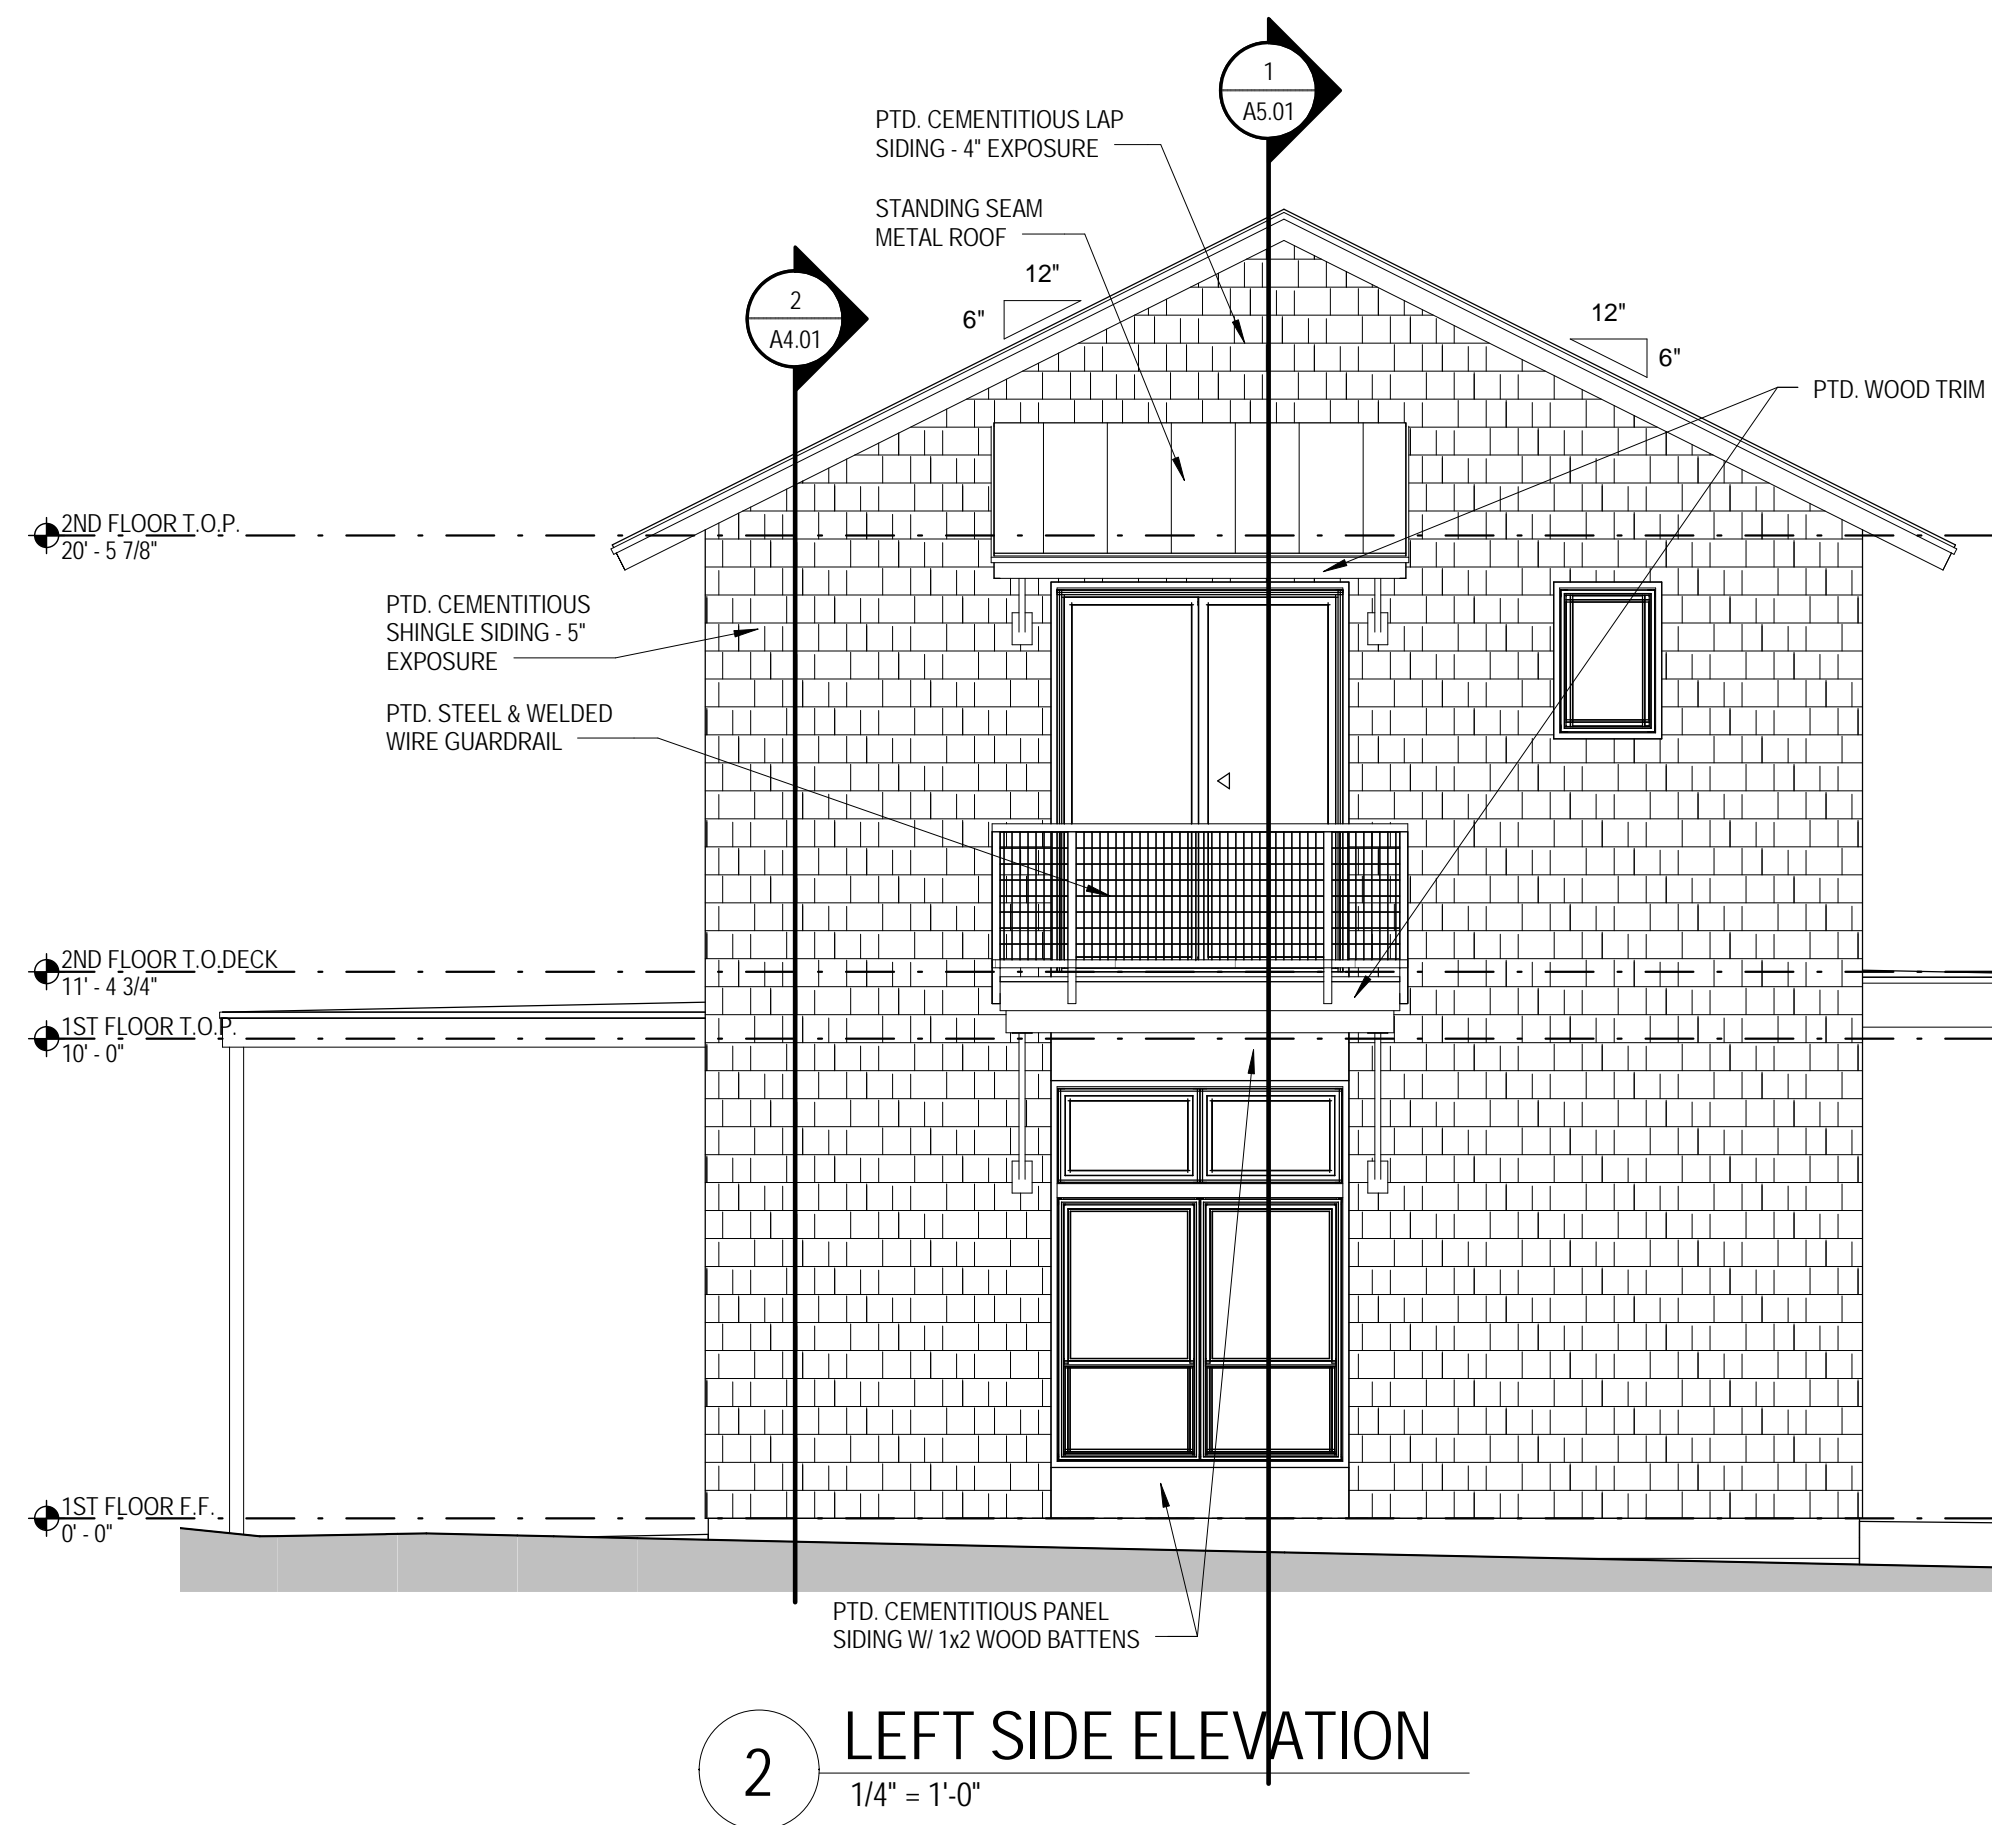 1
A5.01
PTD. CEMENTITIOUS LAP
SIDING - 4" EXPOSURE
STANDING SEAM
METAL ROOF
12"
6"
2
A4.01
12"
6"
PTD. WOOD TRIM
2ND FLOOR T.O.P.
20' - 5 7/8"
PTD. CEMENTITIOUS
SHINGLE SIDING - 5"
EXPOSURE
PTD. STEEL & WELDED
WIRE GUARDRAIL
2ND FLOOR T.O.DECK
11' - 4 3/4"
1ST FLOOR T.O.P.
10' - 0"
1ST FLOOR F.F.
0' - 0"
PTD. CEMENTITIOUS PANEL
SIDING W/ 1x2 WOOD BATTENS
2
LEFT SIDE ELEVATION
1/4" = 1'-0"